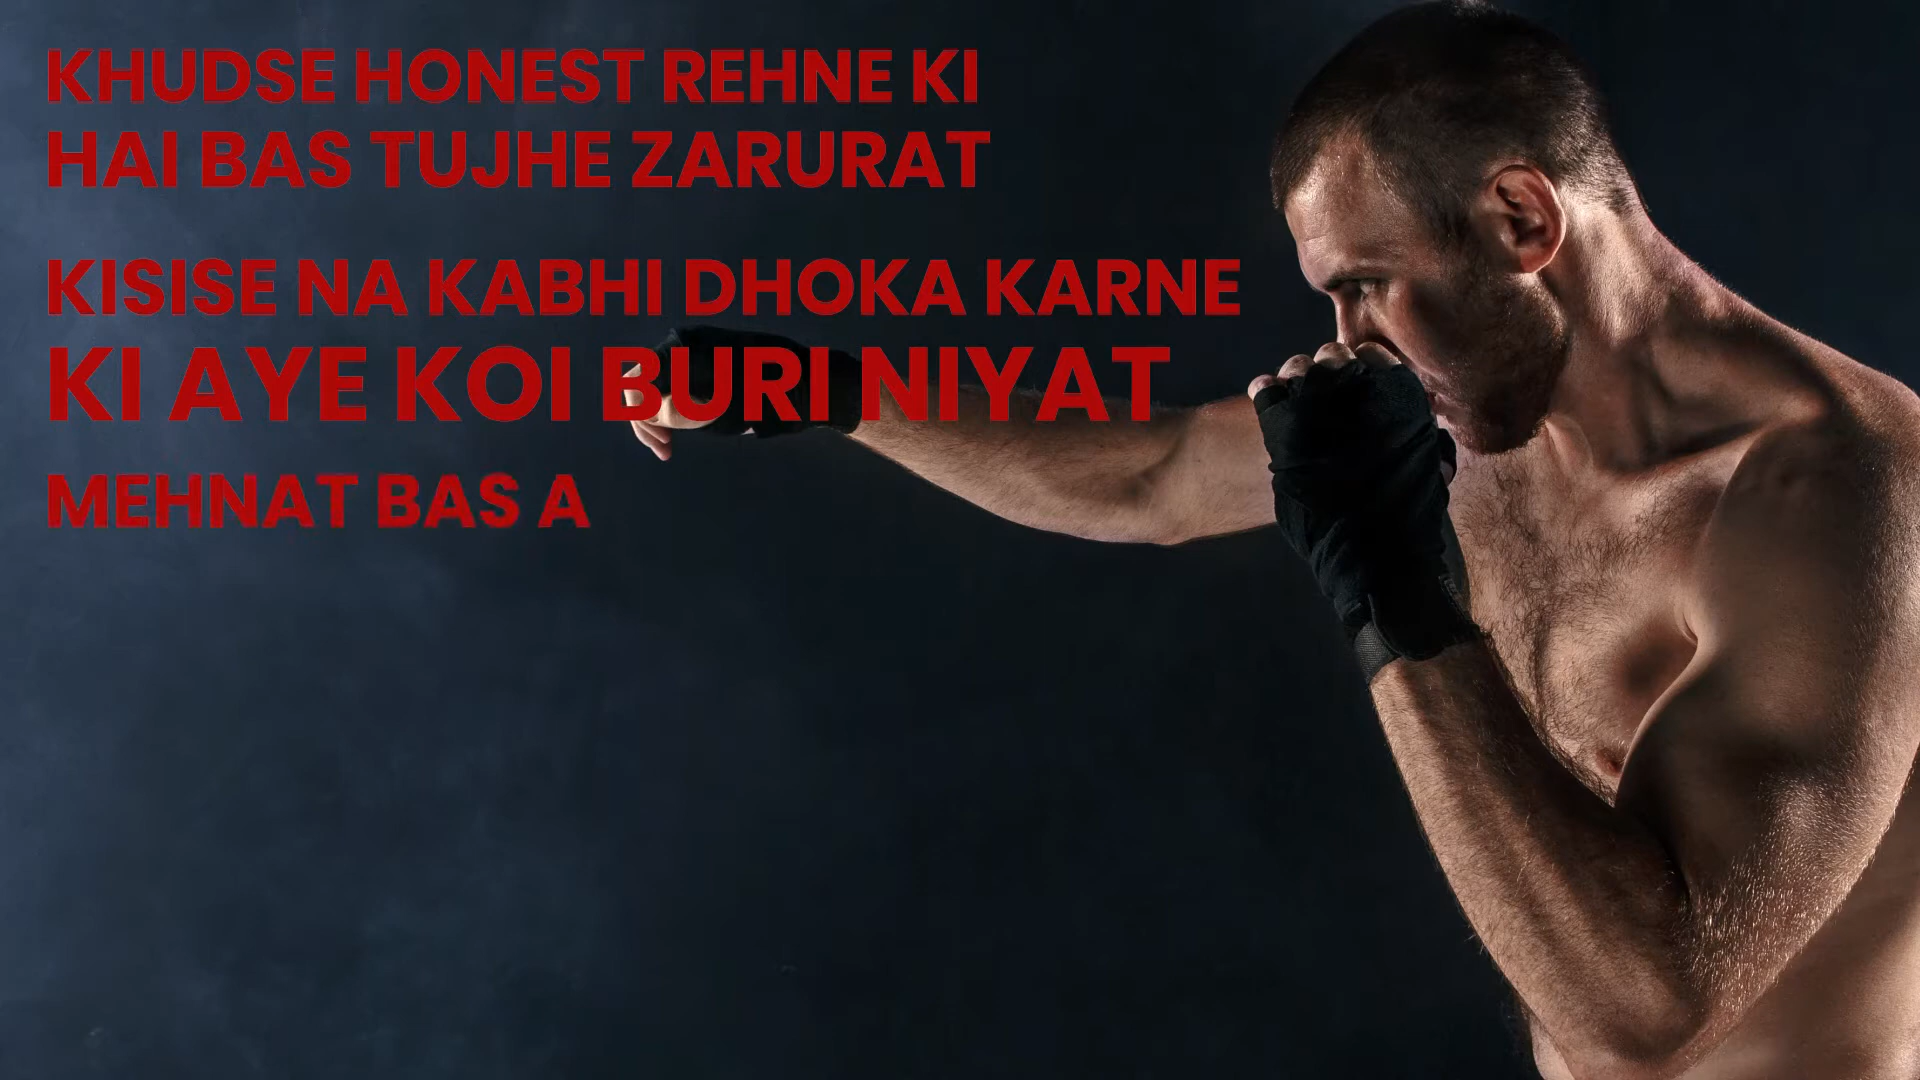 KHUDSE HONEST REHNE KI
HAI BAS TUJHE ZARURAT
KISISE NA KABHI DHOKA KARNE
KI AYE KOI BURI NIYAT
MEHNAT BAS A